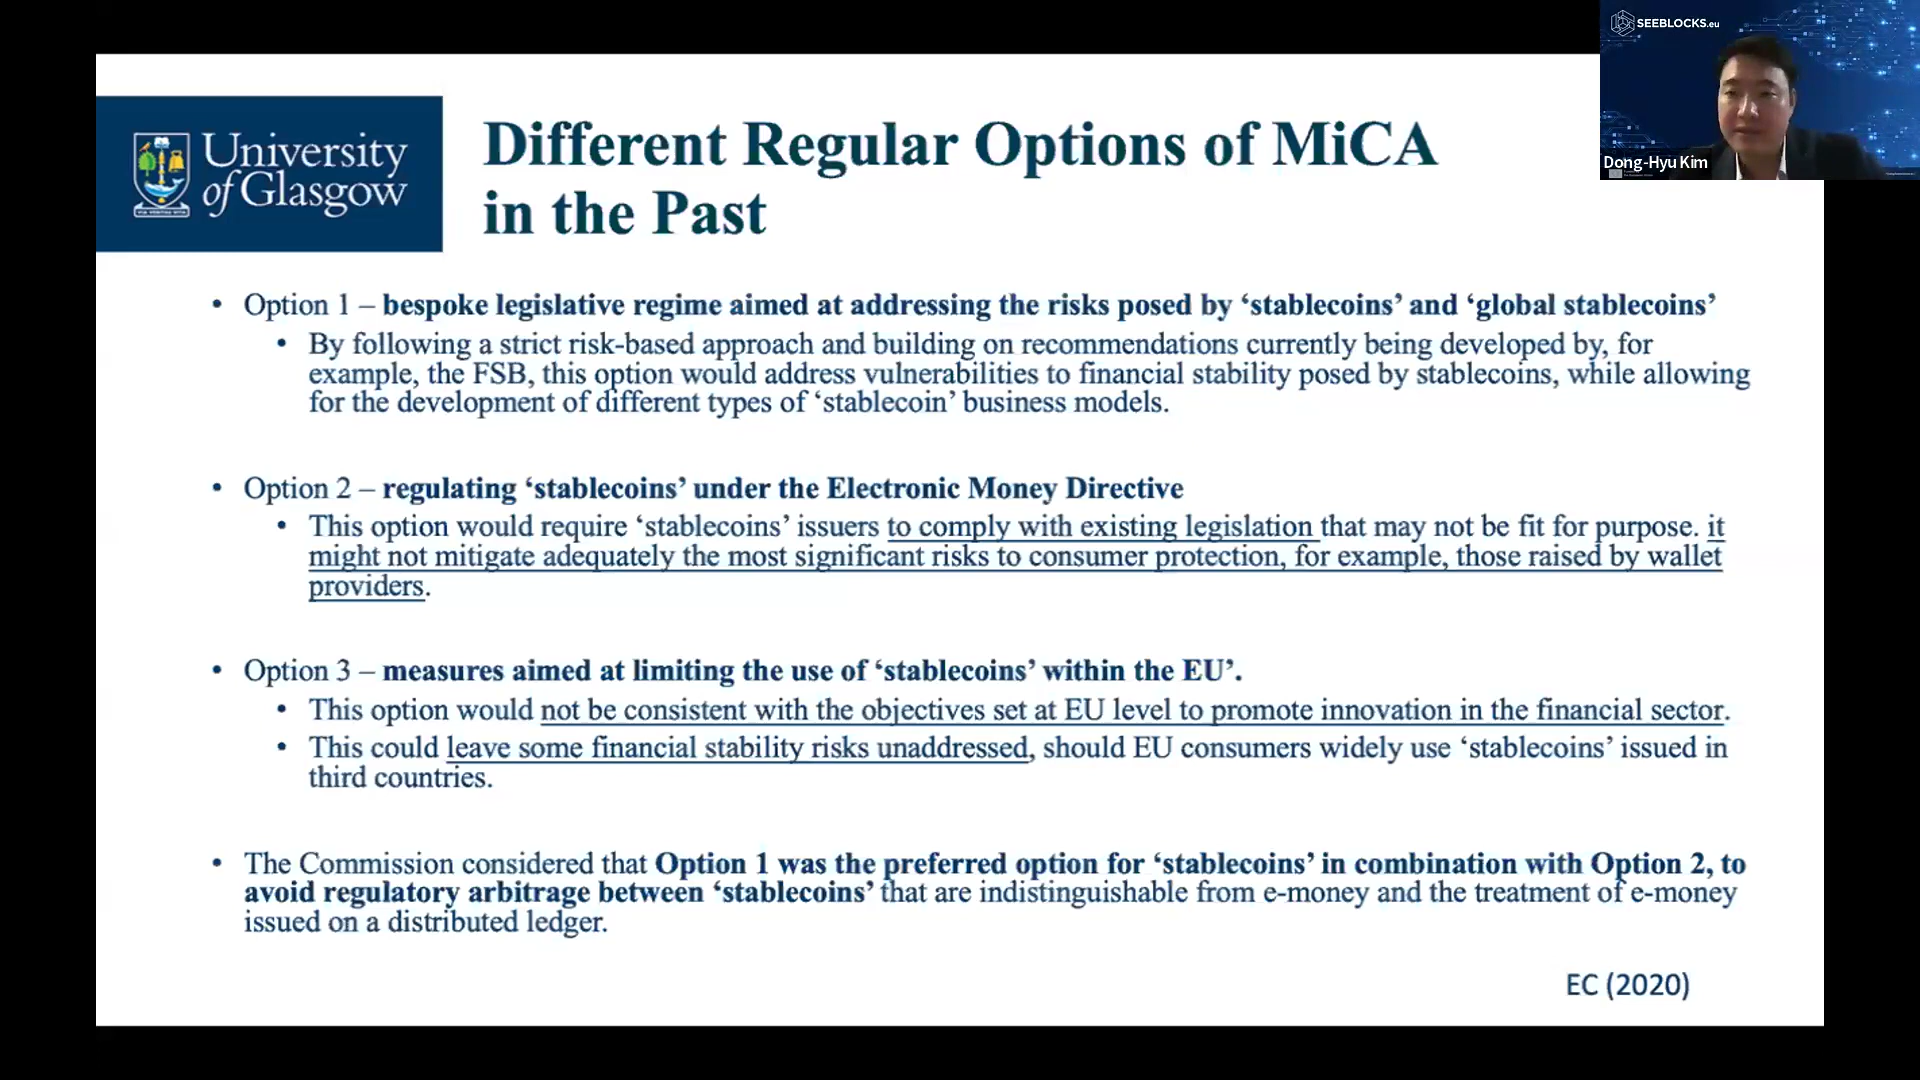 SEEBLOCKS.eu
Dong-Hyu Kim
University
of Glasgow
Different Regular Options of MiCA
in the Past
• Option 1 – bespoke legislative regime aimed at addressing the risks posed by ‘stablecoins’ and ‘global stablecoins’
• By following a strict risk-based approach and building on recommendations currently being developed by, for
example, the FSB, this option would address vulnerabilities to financial stability posed by stablecoins, while allowing
for the development of different types of ‘stablecoin’ business models.
• Option 2 – regulating ‘stablecoins’ under the Electronic Money Directive
• This option would require ‘stablecoins’ issuers to comply with existing legislation that may not be fit for purpose. it
might not mitigate adequately the most significant risks to consumer protection, for example, those raised by wallet
providers.
• Option 3 – measures aimed at limiting the use of ‘stablecoins’ within the EU’.
• This option would not be consistent with the objectives set at EU level to promote innovation in the financial sector.
• This could leave some financial stability risks unaddressed, should EU consumers widely use ‘stablecoins’ issued in
third countries.
• The Commission considered that Option 1 was the preferred option for ‘stablecoins’ in combination with Option 2, to
avoid regulatory arbitrage between ‘stablecoins’ that are indistinguishable from e-money and the treatment of e-money
issued on a distributed ledger.
EC (2020)